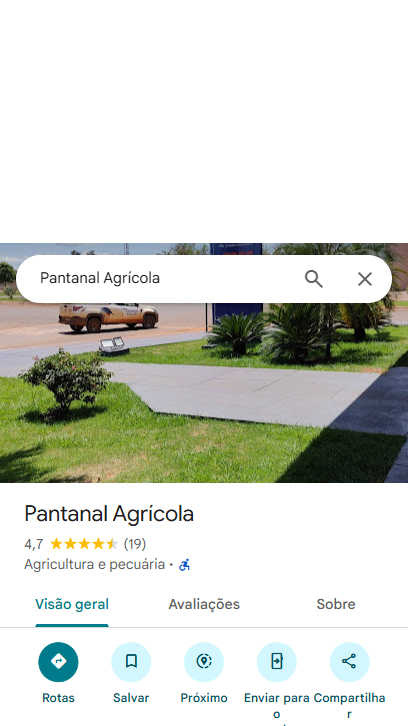 Pantanal Agrícola
Pantanal Agrícola
4,7 (19)
Agricultura e pecuária •
Visão geral Avaliações Sobre
Rotas Salvar Próximo Enviar para o Compartilhar